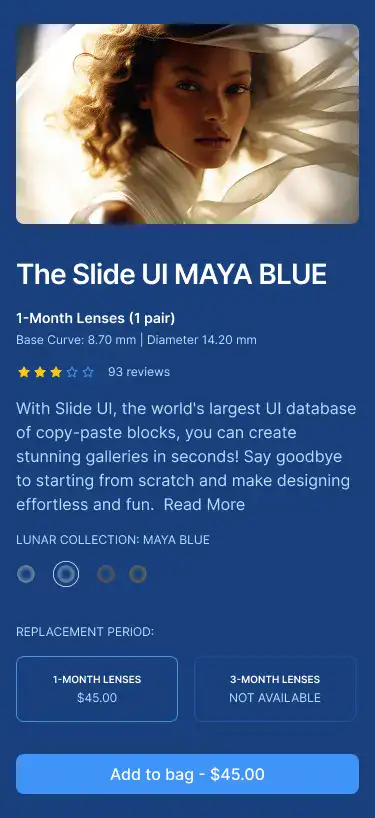 The Slide UI MAYA BLUE
1-Month Lenses (1 pair)
Base Curve: 8.70 mm | Diameter 14.20 mm
93 reviews
With Slide UI, the world's largest UI database
of copy-paste blocks, you can create
stunning galleries in seconds! Say goodbye
to starting from scratch and make designing
effortless and fun.  Read More
LUNAR COLLECTION: MAYA BLUE
REPLACEMENT PERIOD:
1-MONTH LENSES
$45.00
3-MONTH LENSES
NOT AVAILABLE
Add to bag - $45.00